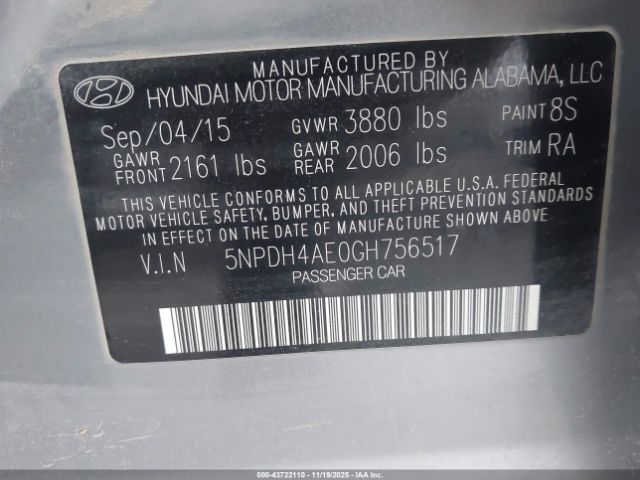 MANUFACTURED BY
HYUNDAI MOTOR MANUFACTURING ALABAMA, LLC
Sep/04/15 GVWR 3880 lbs PAINT 8S
GAWR FRONT 2161 lbs GAWR REAR 2006 lbs TRIM RA
THIS VEHICLE CONFORMS TO ALL APPLICABLE U.S.A. FEDERAL
MOTOR VEHICLE SAFETY, BUMPER, AND THEFT PREVENTION STANDARDS
IN EFFECT ON THE DATE OF MANUFACTURE SHOWN ABOVE.
V.I.N 5NPDH4AE0GH756517
PASSENGER CAR
000-43722110 - 11/19/2025 - IAAI.COM